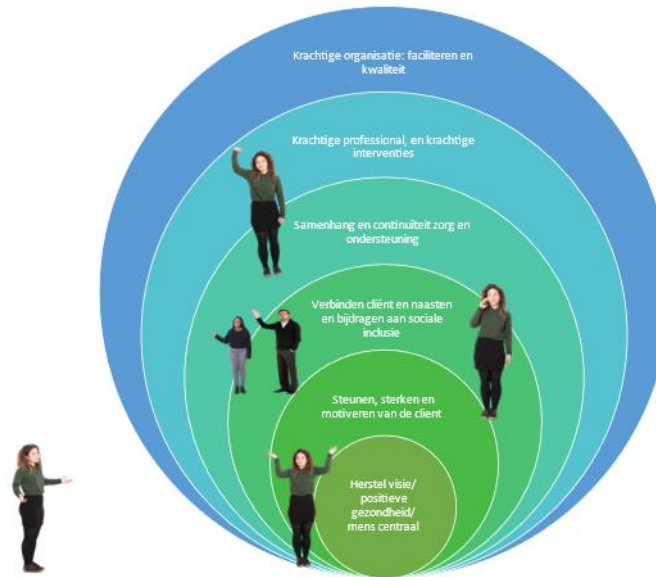 Krachtige organisatie: faciliteren en
kwaliteit
Krachtige professional, en krachtige
interventies
Samenhang en continuïteit zorg en
ondersteuning
Verbinden cliënt en naasten
en bijdragen aan sociale
inclusie
Steunen, sterken en
motiveren van de client
Herstel visie/
positieve
gezondheid/
mens centraal